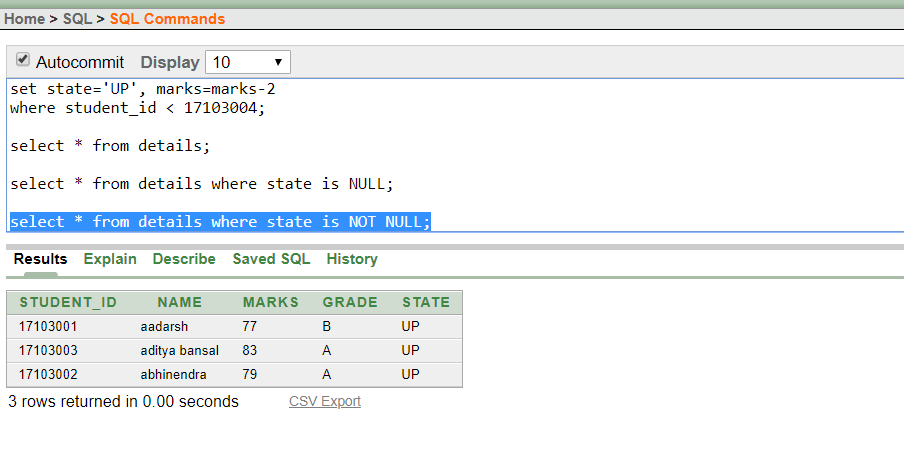 Home > SQL > SQL Commands
Autocommit Display 10
set state='UP', marks=marks-2
where student_id < 17103004;
select * from details;
select * from details where state is NULL;
select * from details where state is NOT NULL;
Results Explain Describe Saved SQL History
STUDENT_ID NAME MARKS GRADE STATE
17103001 aadarsh 77 B UP
17103003 aditya bansal 83 A UP
17103002 abhinendra 79 A UP
3 rows returned in 0.00 seconds CSV Export